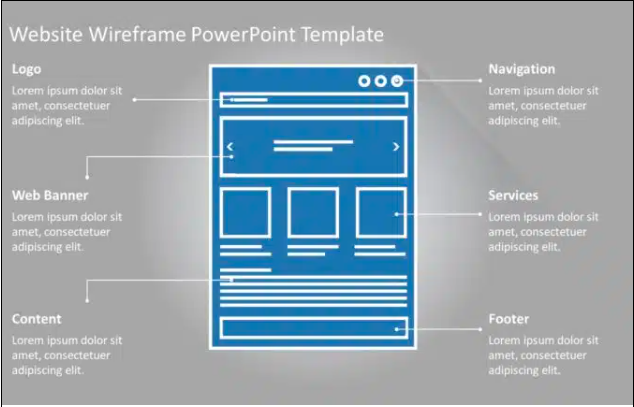 Website Wireframe PowerPoint Template
Logo
Lorem ipsum dolor sit
amet, consectetuer
adipiscing elit.
Web Banner
Lorem ipsum dolor sit
amet, consectetuer
adipiscing elit.
Content
Lorem ipsum dolor sit
amet, consectetuer
adipiscing elit.
Navigation
Lorem ipsum dolor sit
amet, consectetuer
adipiscing elit.
Services
Lorem ipsum dolor sit
amet, consectetuer
adipiscing elit.
Footer
Lorem ipsum dolor sit
amet, consectetuer
adipiscing elit.